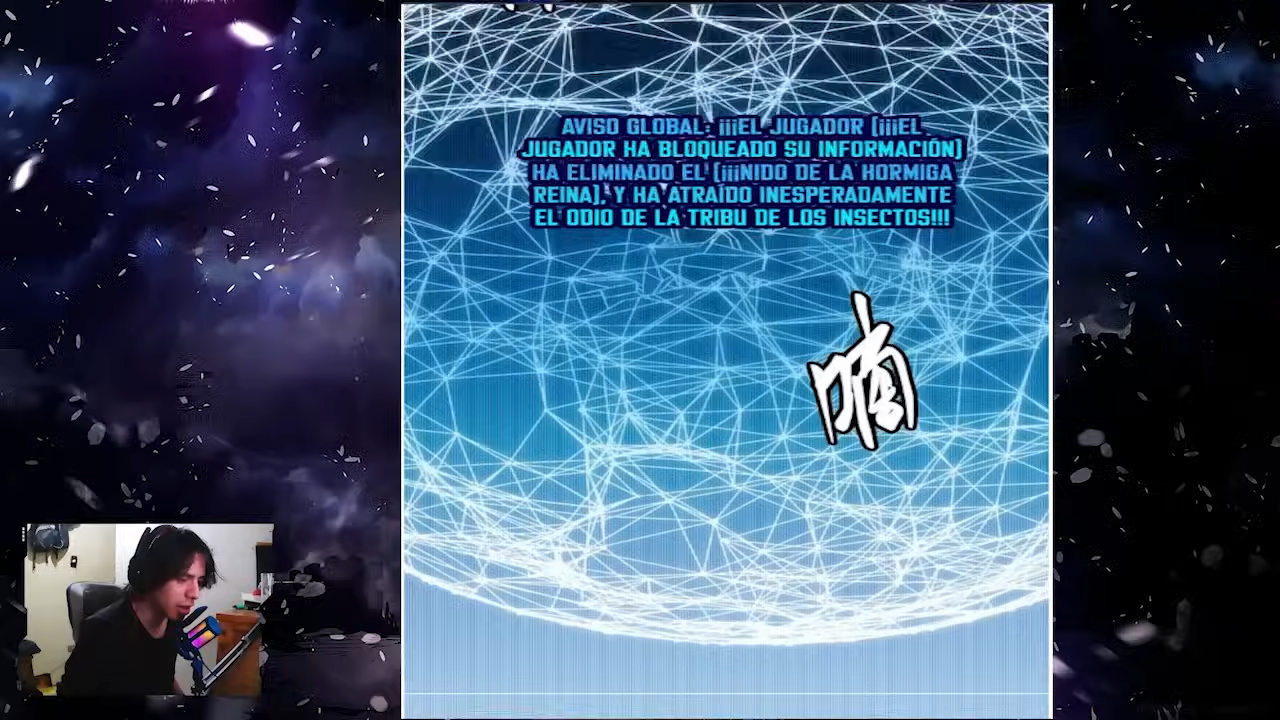 AVISO GLOBAL: ¡¡¡EL JUGADOR [¡¡¡EL
JUGADOR HA BLOQUEADO SU INFORMACIÓN]
HA ELIMINADO EL [¡¡¡NIDO DE LA HORMIGA
REINA], Y HA ATRAÍDO INESPERADAMENTE
EL ODIO DE LA TRIBU DE LOS INSECTOS!!!
嘀